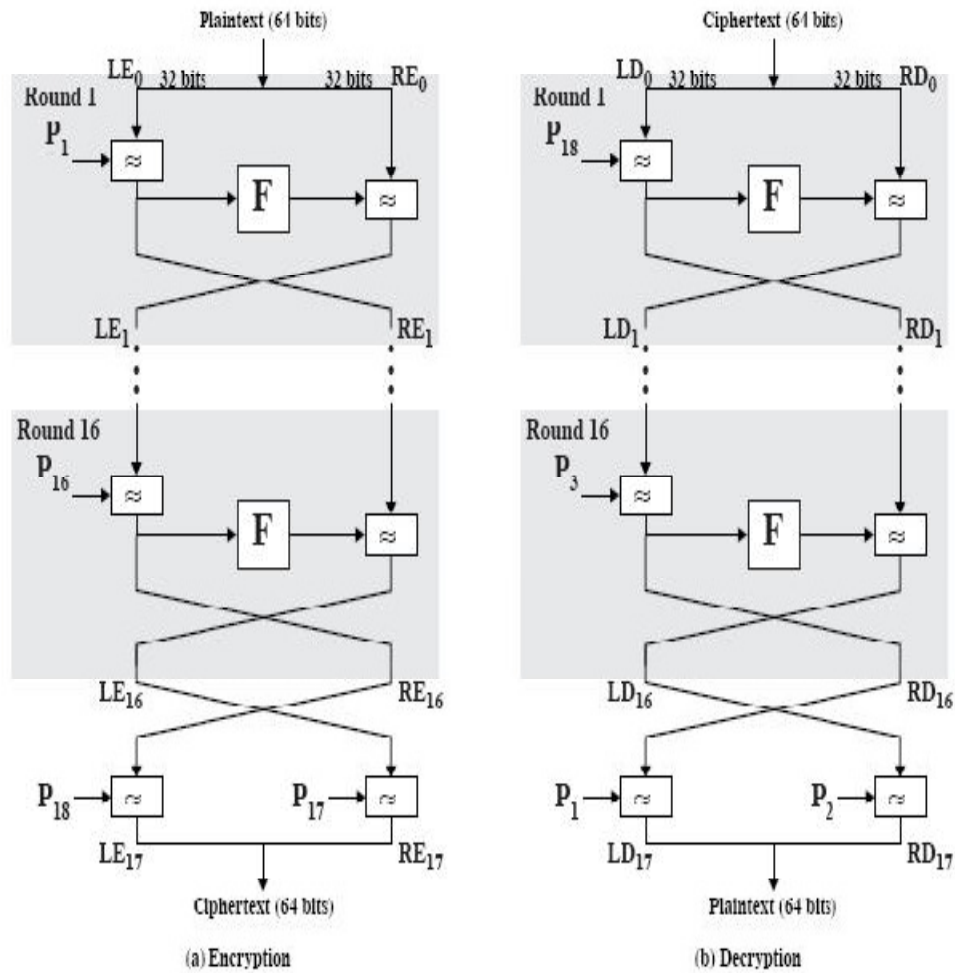 Plaintext (64 bits)
LE0 32 bits 32 bits RE0
Round 1
P1
≈
F
≈
LE1 RE1
Round 16
P16
≈
F
≈
LE16 RE16
P18
≈
P17
≈
LE17 RE17
Ciphertext (64 bits)
(a) Encryption
Ciphertext (64 bits)
LD0 32 bits 32 bits RD0
Round 1
P18
≈
F
≈
LD1 RD1
Round 16
P3
≈
F
≈
LD16 RD16
P1
≈
P2
≈
LD17 RD17
Plaintext (64 bits)
(b) Decryption